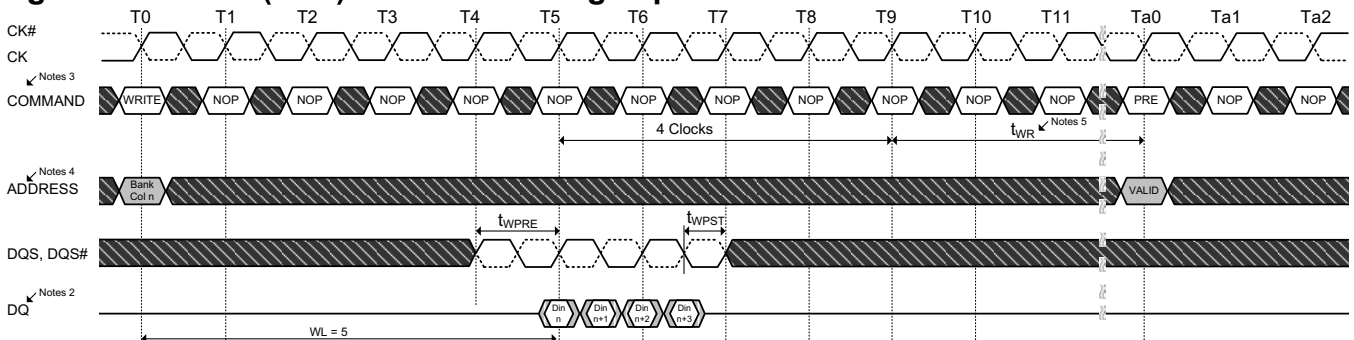 T0 T1 T2 T3 T4 T5 T6 T7 T8 T9 T10 T11 Ta0 Ta1 Ta2
CK#
CK
Notes 3
COMMAND WRITE NOP NOP NOP NOP NOP NOP NOP NOP NOP NOP NOP PRE NOP NOP
4 Clocks tWR Notes 5
Notes 4
ADDRESS Bank Col n VALID
tWPRE tWPST
DQS, DQS#
Notes 2
DQ Din n Din n+1 Din n+2 Din n+3
WL = 5